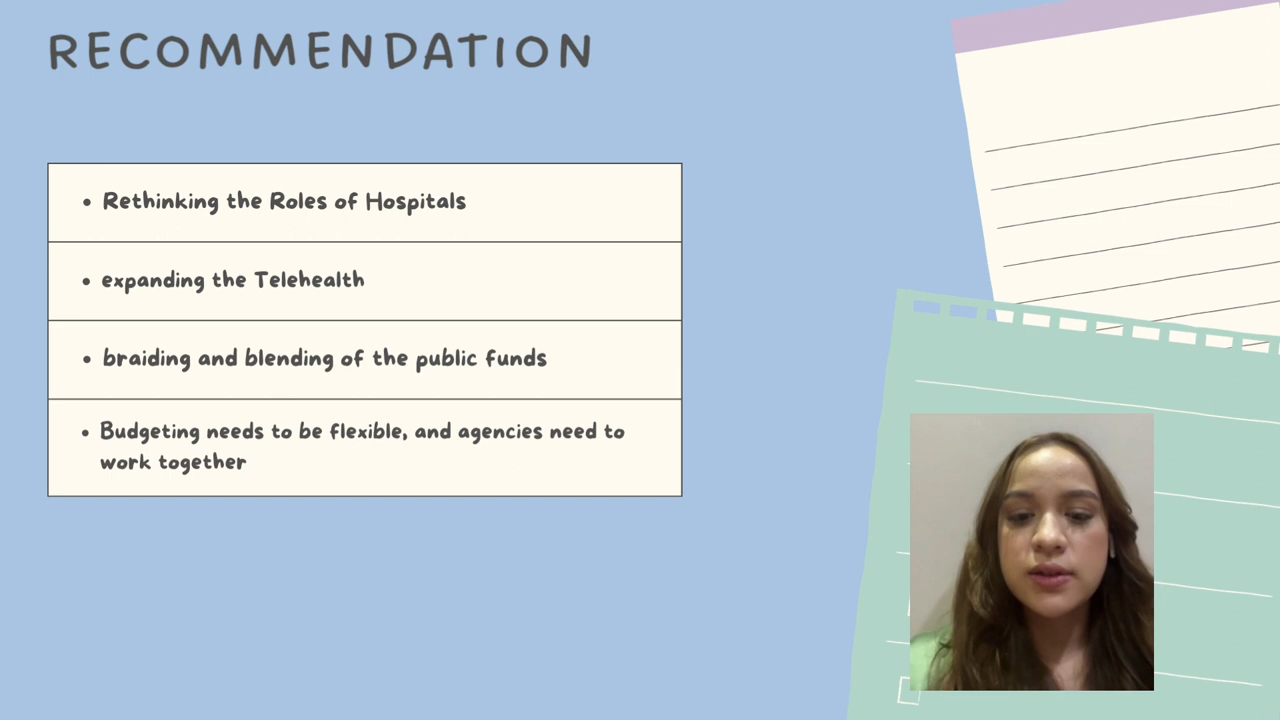 RECOMMENDATION
• Rethinking the Roles of Hospitals
• expanding the Telehealth
• braiding and blending of the public funds
• Budgeting needs to be flexible, and agencies need to
work together